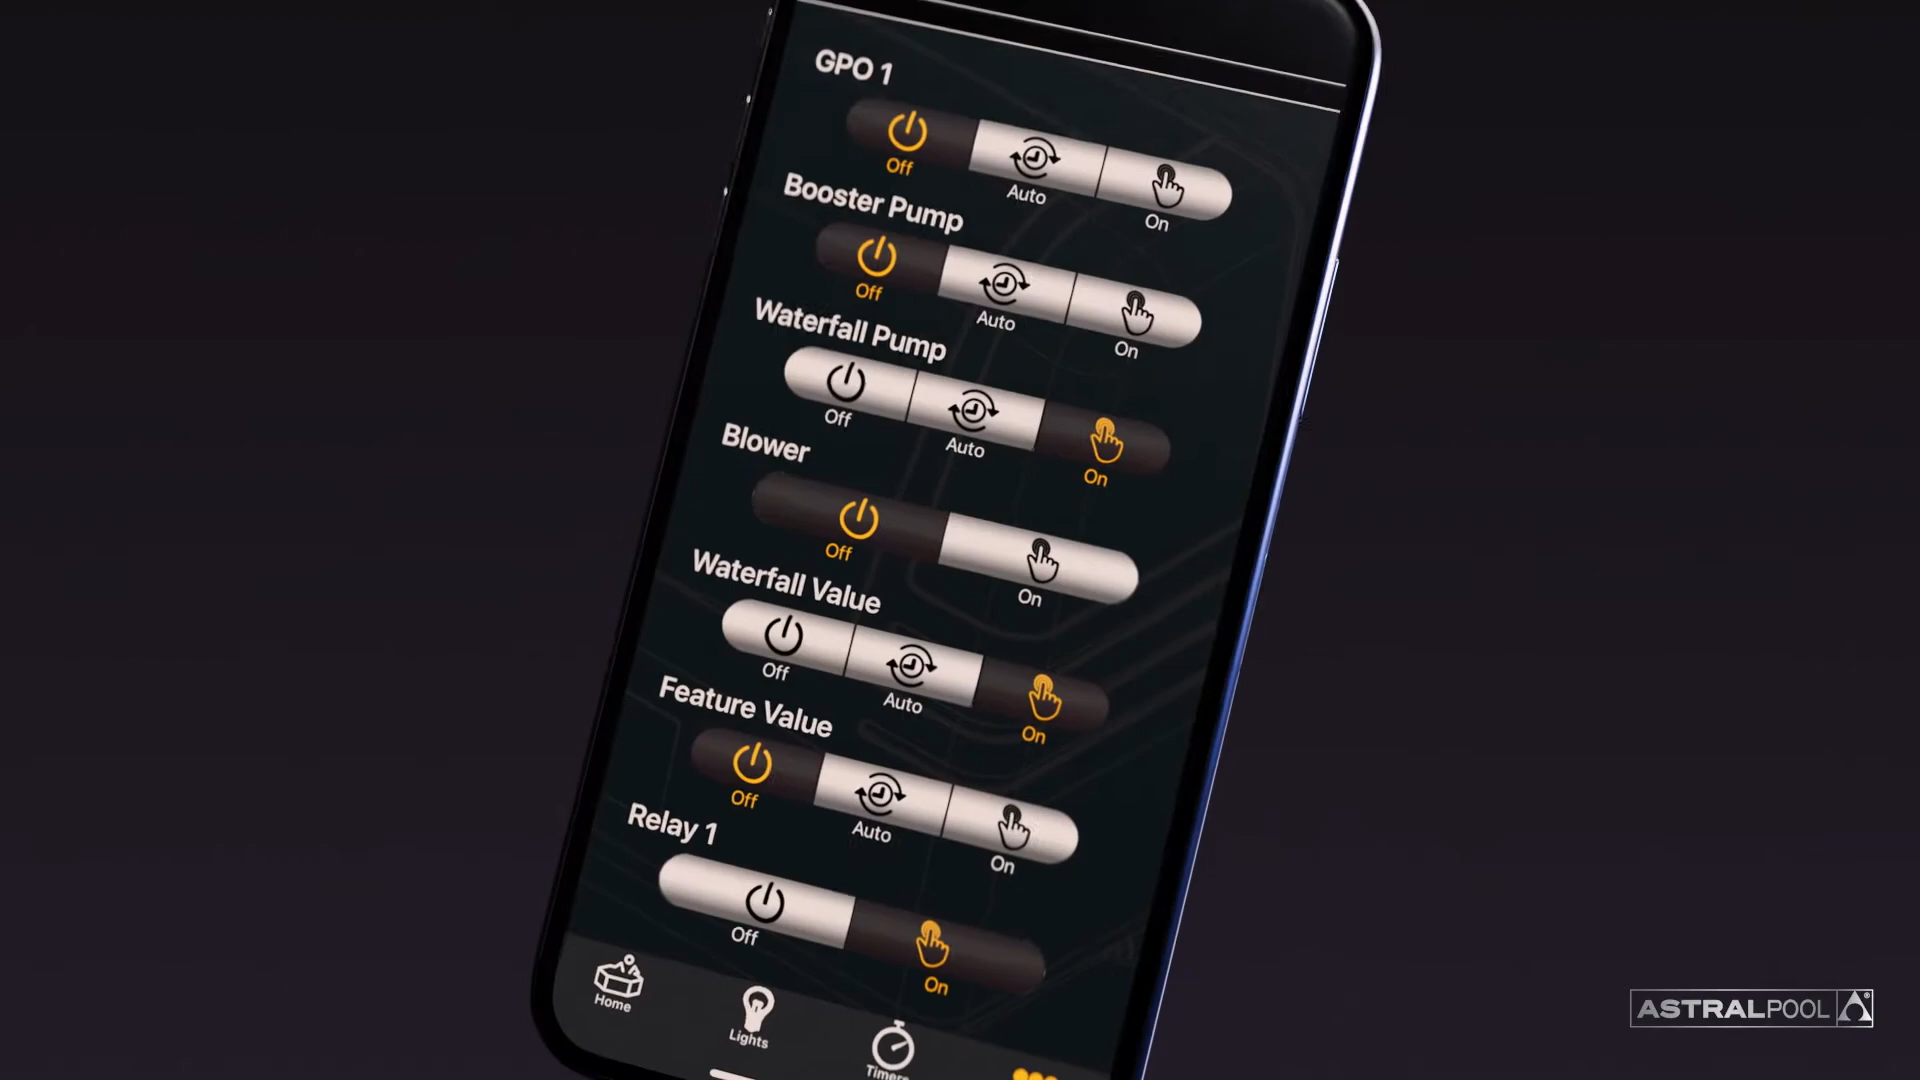 GPO 1
Off
Auto
On
Booster Pump
Off
Auto
On
Waterfall Pump
Off
Auto
On
Blower
Off
On
Waterfall Value
Off
Auto
On
Feature Value
Off
Auto
On
Relay 1
Off
On
Home
Lights
Timers
ASTRALPOOL